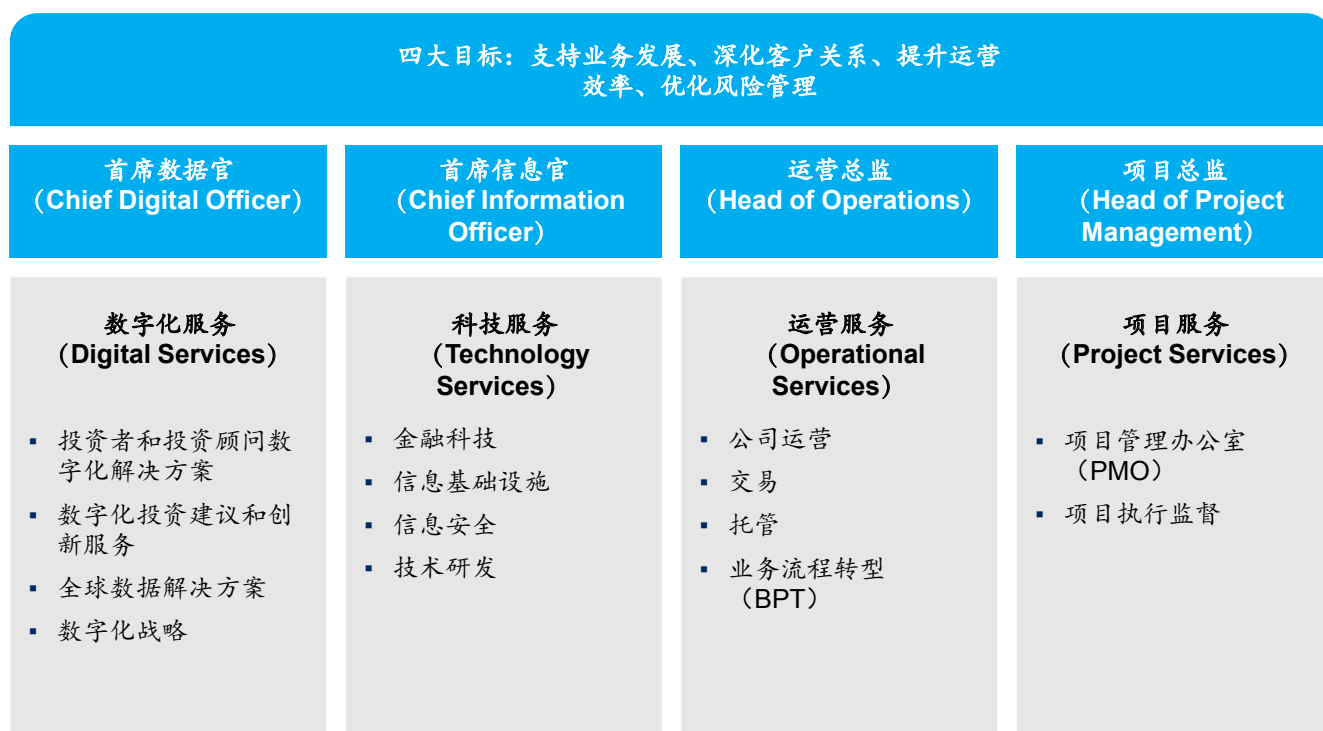 四大目标：支持业务发展、深化客户关系、提升运营
效率、优化风险管理
首席数据官
（Chief Digital Officer）
首席信息官
（Chief Information
Officer）
运营总监
（Head of Operations）
项目总监
（Head of Project
Management）
数字化服务
（Digital Services）
▪ 投资者和投资顾问数
字化解决方案
▪ 数字化投资建议和创
新服务
▪ 全球数据解决方案
▪ 数字化战略
科技服务
（Technology
Services）
▪ 金融科技
▪ 信息基础设施
▪ 信息安全
▪ 技术研发
运营服务
（Operational
Services）
▪ 公司运营
▪ 交易
▪ 托管
▪ 业务流程转型
（BPT）
项目服务
（Project Services）
▪ 项目管理办公室
（PMO）
▪ 项目执行监督